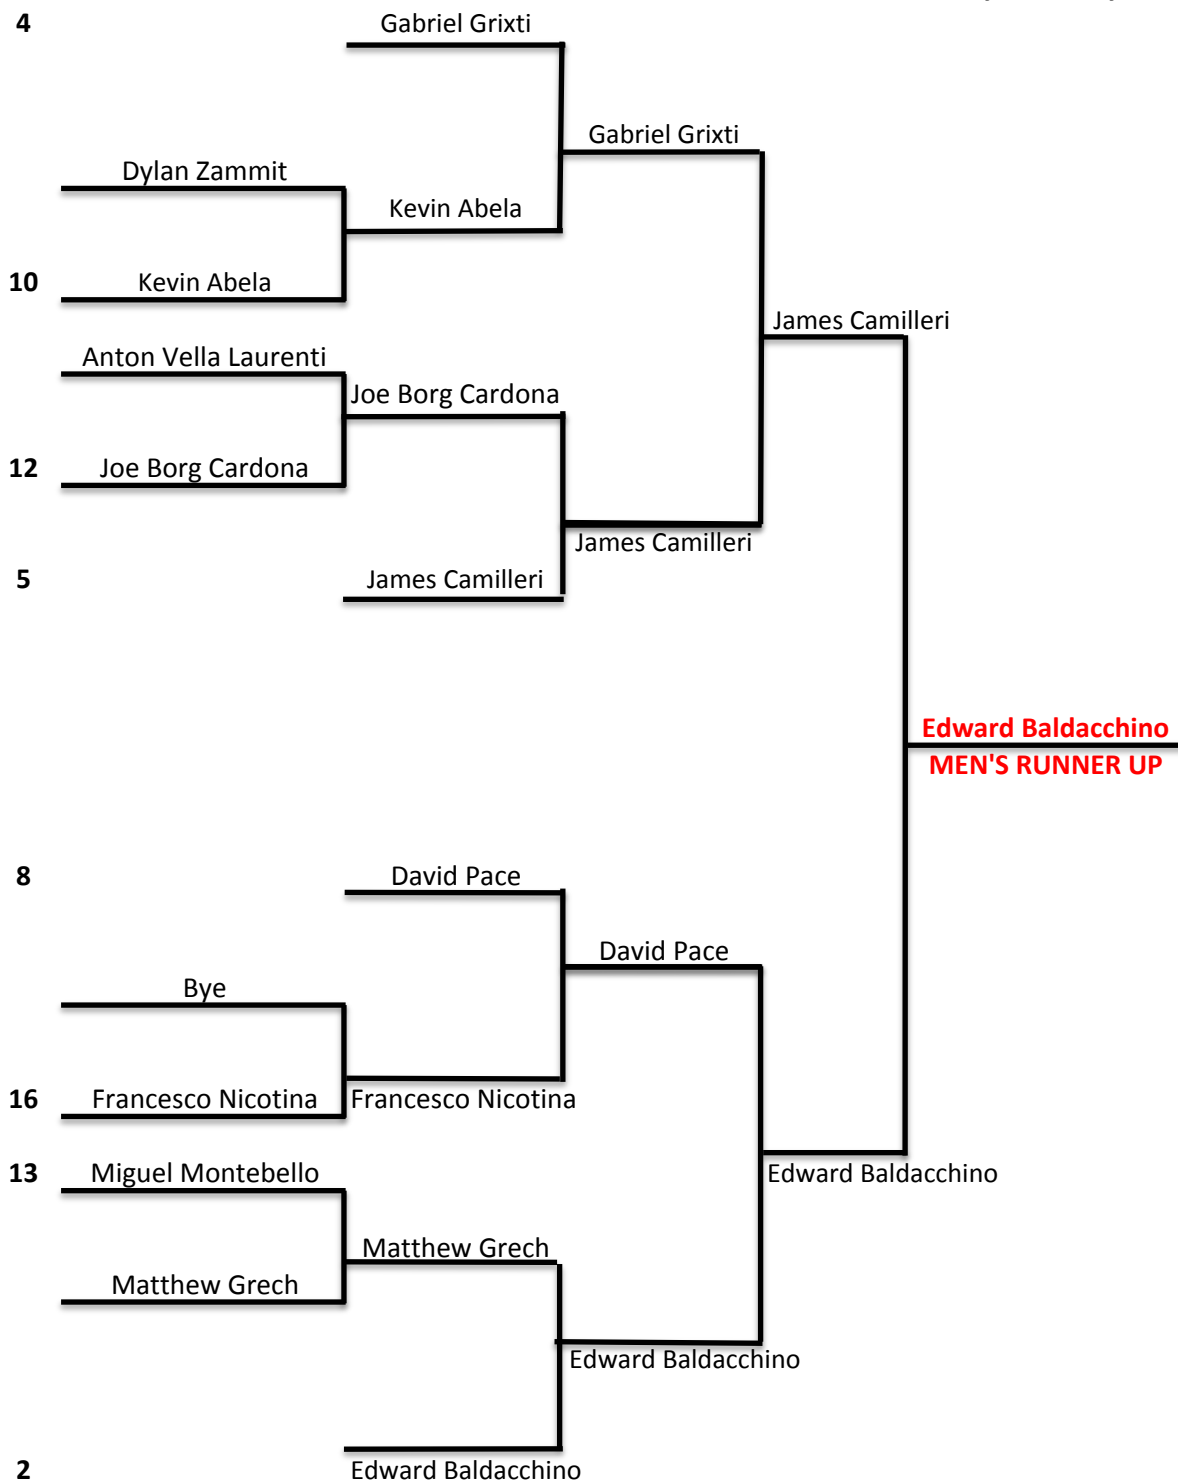 4 Gabriel Grixti
Gabriel Grixti
Dylan Zammit
Kevin Abela
10 Kevin Abela
James Camilleri
Anton Vella Laurenti
Joe Borg Cardona
12 Joe Borg Cardona
James Camilleri
5 James Camilleri
Edward Baldacchino
MEN'S RUNNER UP
8 David Pace
David Pace
Bye
16 Francesco Nicotina Francesco Nicotina
13 Miguel Montebello Edward Baldacchino
Matthew Grech
Matthew Grech
Edward Baldacchino
2 Edward Baldacchino